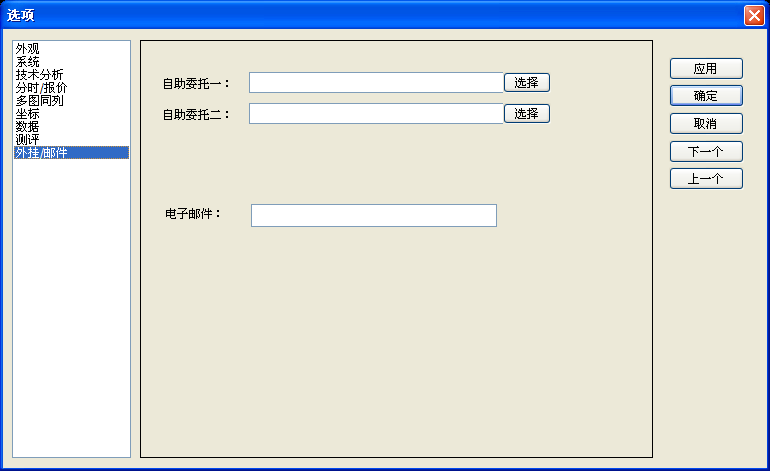 选项
外观
系统
技术分析
分时/报价
多图同列
坐标
数据
测评
外挂/邮件
自助委托一：
选择
自助委托二：
选择
电子邮件：
应用
确定
取消
下一个
上一个